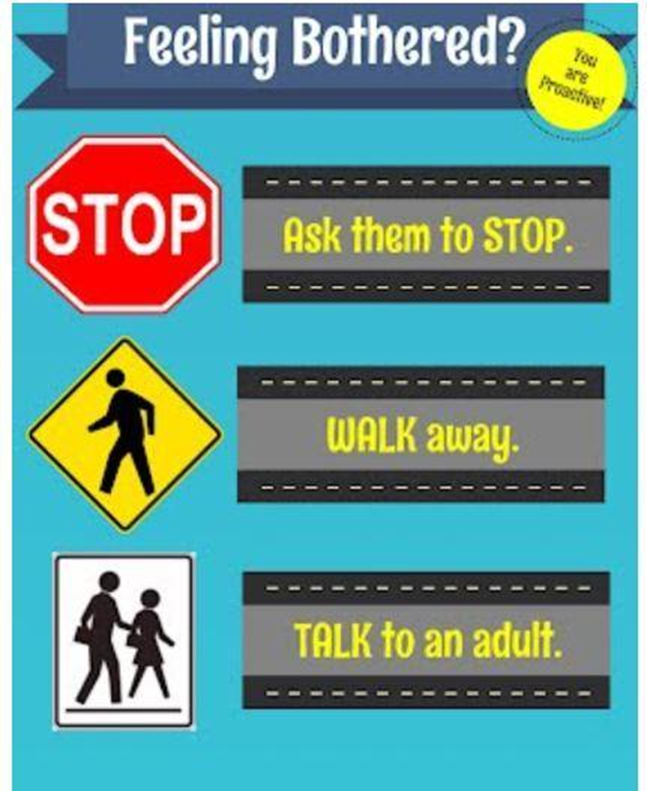 Feeling Bothered?
You
are
Proactive!
STOP
Ask them to STOP.
WALK away.
TALK to an adult.